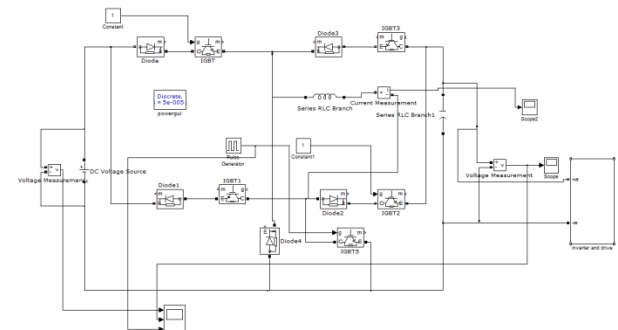 1
Constant
Diode
IGBT
Diode3
IGBT3
Discrete,
= 5e-005
powergui
Series RLC Branch
Current Measurement
Series RLC Branch1
Scope2
Pulse
Generator
1
Constant1
Voltage Measurement1
DC Voltage Source
Voltage Measurement
Scope
Diode1
IGBT1
Diode2
IGBT2
Diode4
IGBT5
inverter and drive